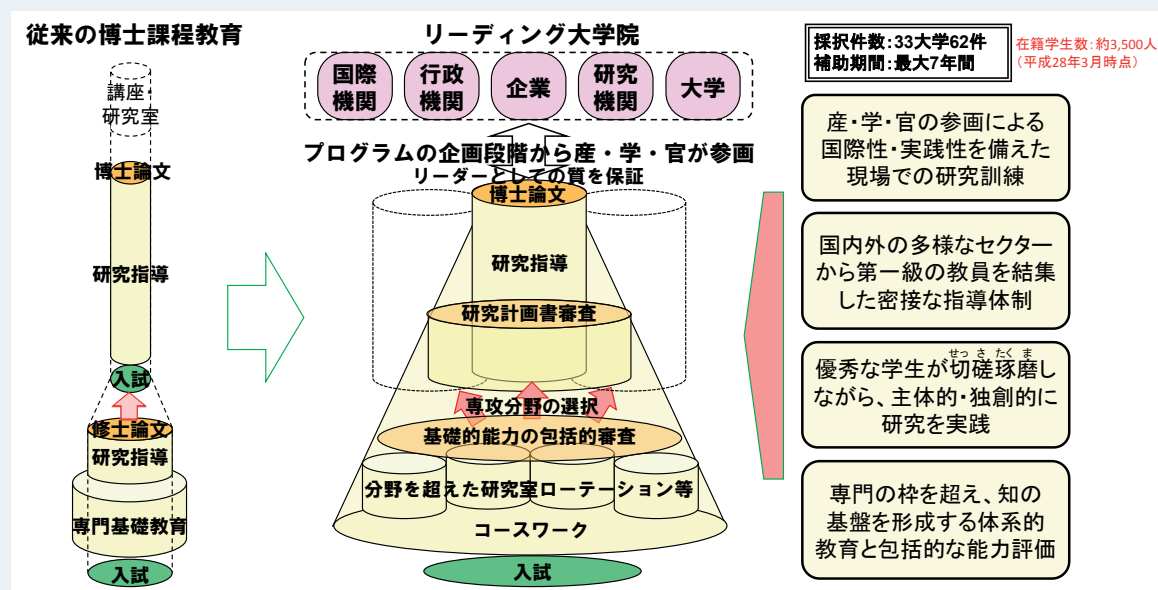 従来の博士課程教育
講座・
研究室
博士論文
研究指導
入試
修士論文
研究指導
専門基礎教育
入試
リーディング大学院
国際
機関
行政
機関
企業
研究
機関
大学
プログラムの企画段階から産・学・官が参画
リーダーとしての質を保証
博士論文
研究指導
研究計画書審査
専攻分野の選択
基礎的能力の包括的審査
分野を超えた研究室ローテーション等
コースワーク
入試
採択件数:33大学62件
補助期間:最大7年間
在籍学生数:約3,500人
(平成28年3月時点)
産・学・官の参画による
国際性・実践性を備えた
現場での研究訓練
国内外の多様なセクター
から第一級の教員を結集
した密接な指導体制
せっさたくま
優秀な学生が切磋琢磨し
ながら、主体的・独創的に
研究を実践
専門の枠を超え、知の
基盤を形成する体系的
教育と包括的な能力評価